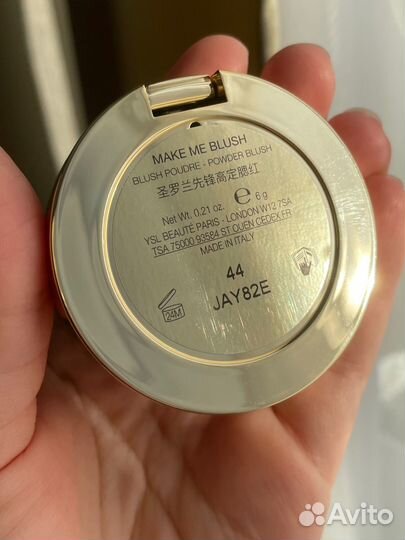 MAKE ME BLUSH
BLUSH POUDRE - POWDER BLUSH
圣罗兰先锋高定腮红
Net Wt. 0.21 oz. ℮ 6 g
YSL BEAUTÉ PARIS - LONDON W12 7SA
TSA 75000 93584 ST OUEN CEDEX.FR
MADE IN ITALY
44
24M
JAY82E
Avito